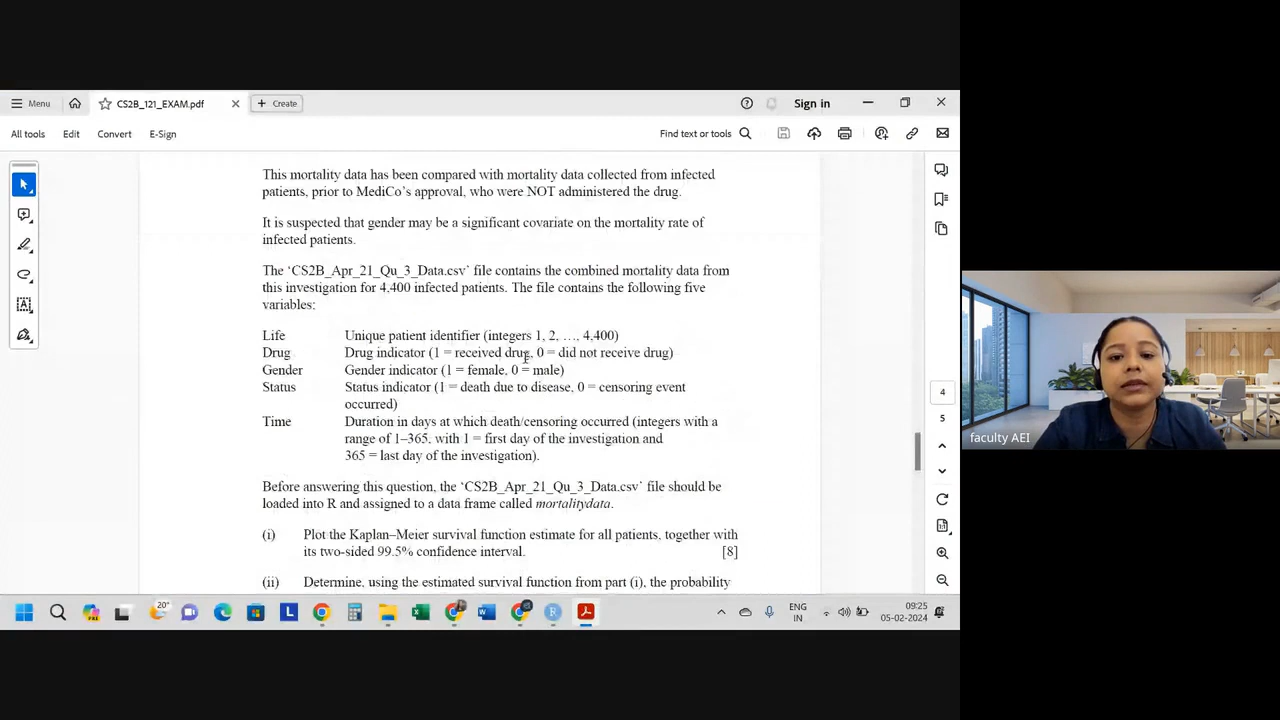 Menu
CS2B_121_EXAM.pdf
Create
Sign in
All tools
Edit
Convert
E-Sign
Find text or tools
This mortality data has been compared with mortality data collected from infected
patients, prior to MediCo's approval, who were NOT administered the drug.
It is suspected that gender may be a significant covariate on the mortality rate of
infected patients.
The ‘CS2B_Apr_21_Qu_3_Data.csv’ file contains the combined mortality data from
this investigation for 4,400 infected patients. The file contains the following five
variables:
Life Unique patient identifier (integers 1, 2, …, 4,400)
Drug Drug indicator (1 = received drug, 0 = did not receive drug)
Gender Gender indicator (1 = female, 0 = male)
Status Status indicator (1 = death due to disease, 0 = censoring event
occurred)
Time Duration in days at which death/censoring occurred (integers with a
range of 1–365, with 1 = first day of the investigation and
365 = last day of the investigation).
Before answering this question, the ‘CS2B_Apr_21_Qu_3_Data.csv’ file should be
loaded into R and assigned to a data frame called mortalitydata.
(i) Plot the Kaplan–Meier survival function estimate for all patients, together with
its two-sided 99.5% confidence interval. [8]
(ii) Determine, using the estimated survival function from part (i), the probability
4
5
faculty AEI
20°
ENG
IN
09:25
05-02-2024